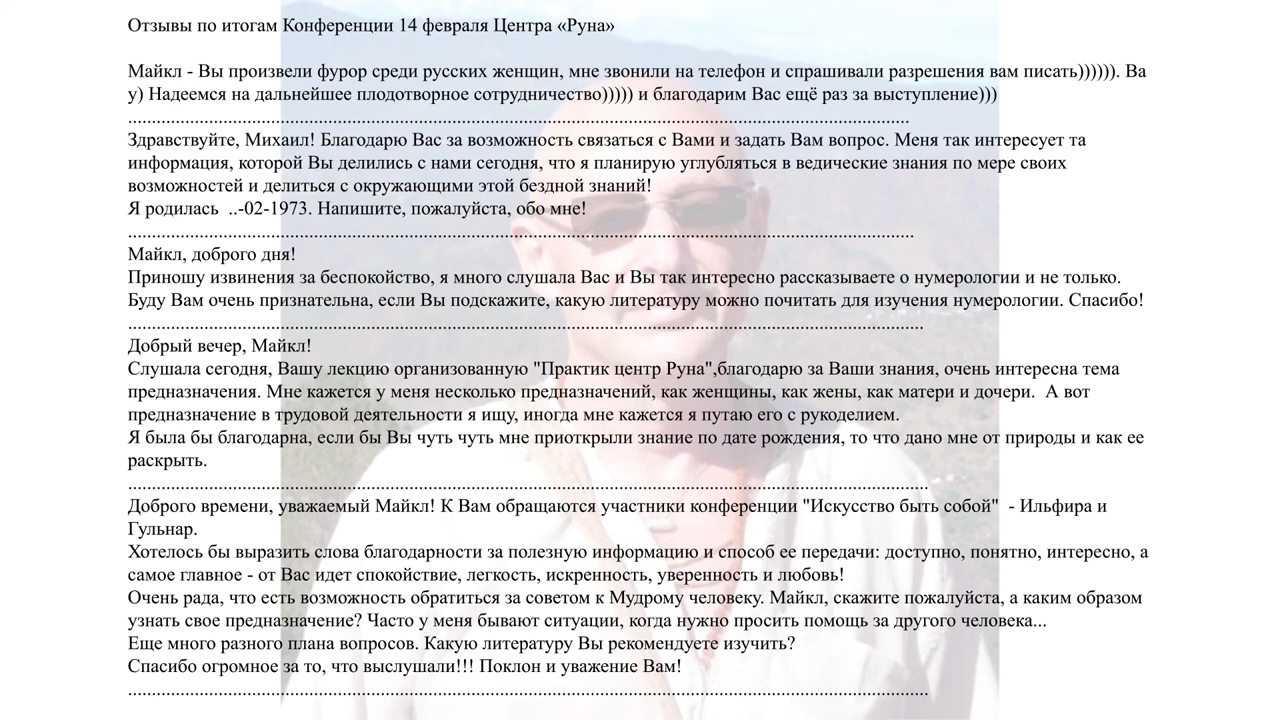 Отзывы по итогам Конференции 14 февраля Центра «Руна»
Майкл - Вы произвели фурор среди русских женщин, мне звонили на телефон и спрашивали разрешения вам писать)))))). Ва
у) Надеемся на дальнейшее плодотворное сотрудничество))))) и благодарим Вас ещё раз за выступление)))
....................................................................................................................................................................
Здравствуйте, Михаил! Благодарю Вас за возможность связаться с Вами и задать Вам вопрос. Меня так интересует та
информация, которой Вы делились с нами сегодня, что я планирую углубляться в ведические знания по мере своих
возможностей и делиться с окружающими этой бездной знаний!
Я родилась  ..-02-1973. Напишите, пожалуйста, обо мне!
.....................................................................................................................................................................
Майкл, доброго дня!
Приношу извинения за беспокойство, я много слушала Вас и Вы так интересно рассказываете о нумерологии и не только.
Буду Вам очень признательна, если Вы подскажите, какую литературу можно почитать для изучения нумерологии. Спасибо!
.......................................................................................................................................................................
Добрый вечер, Майкл!
Слушала сегодня, Вашу лекцию организованную "Практик центр Руна",благодарю за Ваши знания, очень интересна тема
предназначения. Мне кажется у меня несколько предназначений, как женщины, как жены, как матери и дочери.  А вот
предназначение в трудовой деятельности я ищу, иногда мне кажется я путаю его с рукоделием.
Я была бы благодарна, если бы Вы чуть чуть мне приоткрыли знание по дате рождения, то что дано мне от природы и как ее
раскрыть.
........................................................................................................................................................................
Доброго времени, уважаемый Майкл! К Вам обращаются участники конференции "Искусство быть собой"  - Ильфира и
Гульнар.
Хотелось бы выразить слова благодарности за полезную информацию и способ ее передачи: доступно, понятно, интересно, а
самое главное - от Вас идет спокойствие, легкость, искренность, уверенность и любовь!
Очень рада, что есть возможность обратиться за советом к Мудрому человеку. Майкл, скажите пожалуйста, а каким образом
узнать свое предназначение? Часто у меня бывают ситуации, когда нужно просить помощь за другого человека...
Еще много разного плана вопросов. Какую литературу Вы рекомендуете изучить?
Спасибо огромное за то, что выслушали!!! Поклон и уважение Вам!
........................................................................................................................................................................